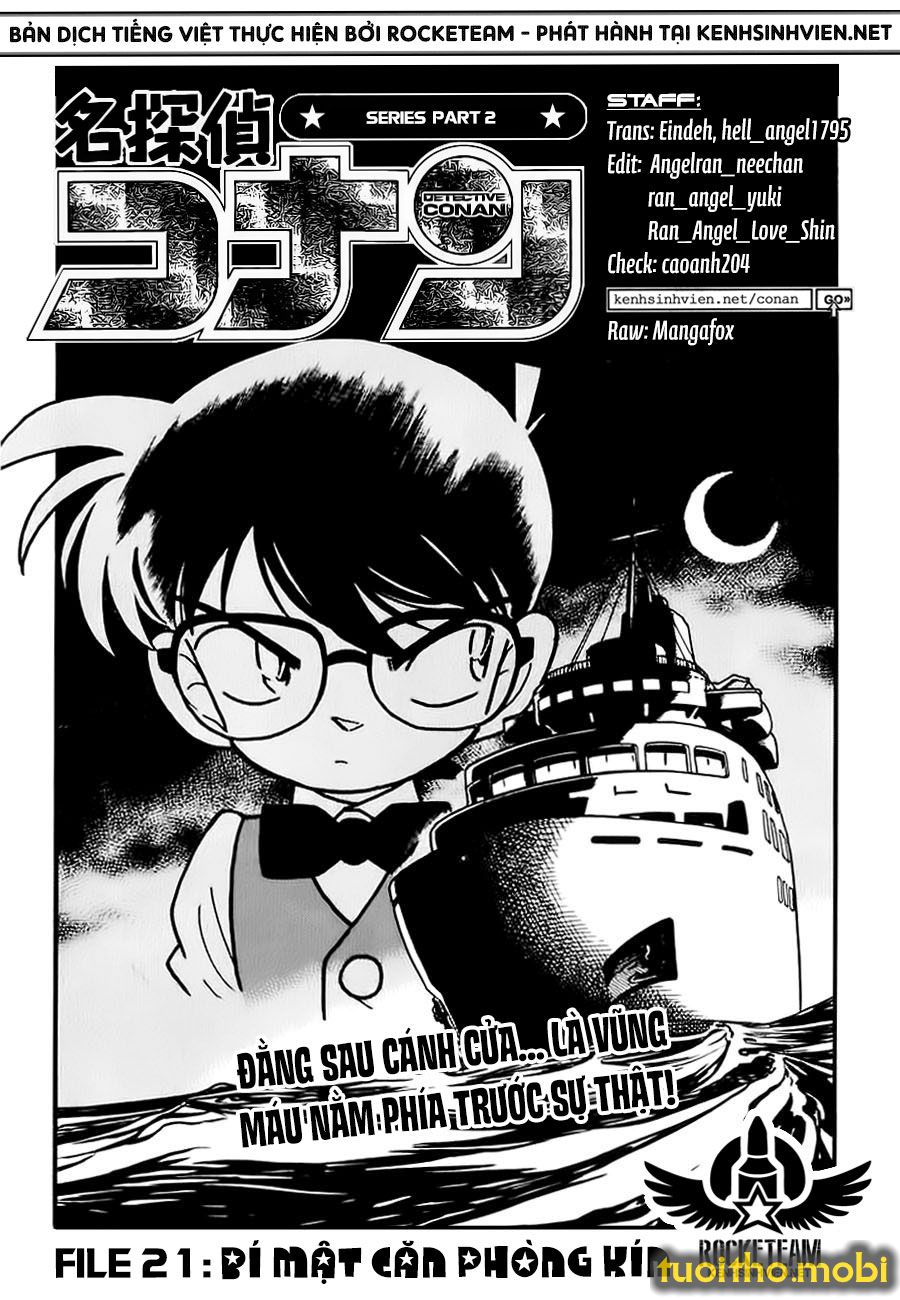 BẢN DỊCH TIẾNG VIỆT THỰC HIỆN BỞI ROCKETEAM - PHÁT HÀNH TẠI KENHSINHVIEN.NET
名探偵
コナン
SERIES PART 2
DETECTIVE
CONAN
STAFF:
Trans: Eindeh, hell_angel1795
Edit: Angelran_neechan
ran_angel_yuki
Ran_Angel_Love_Shin
Check: caoanh204
kenhsinhvien.net/conan GO»
Raw: Mangafox
ĐẰNG SAU CÁNH CỬA... LÀ VŨNG
MÁU NẰM PHÍA TRƯỚC SỰ THẬT!
FILE 21: BÍ MẬT CĂN PHÒNG KÍN
ROCKETEAM
tuoitho.mobi